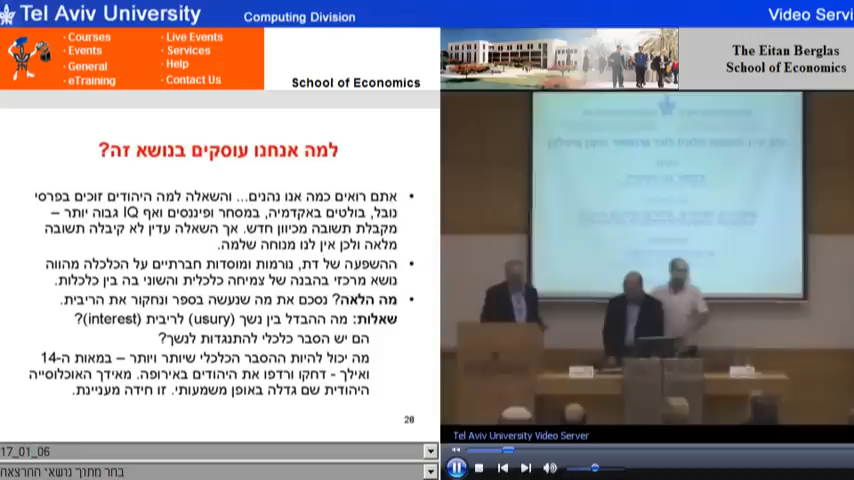 Tel Aviv University
Computing Division
Video Servi
· Courses
· Events
· General
· eTraining
· Live Events
· Services
· Help
· Contact Us
School of Economics
The Eitan Berglas
School of Economics
למה אנחנו עוסקים בנושא זה?
• אתם רואים כמה אנו נהנים... והשאלה למה היהודים זוכים בפרסי
נובל, בולטים באקדמיה, במסחר ופיננסים ואף IQ גבוה יותר –
מקבלת תשובה מכיוון חדש. אך השאלה עדין לא קיבלה תשובה
מלאה ולכן אין לנו מנוחה שלמה.
• ההשפעה של דת, נורמות ומוסדות חברתיים על הכלכלה מהווה
נושא מרכזי בהבנה של צמיחה כלכלית והשוני בה בין כלכלות.
• מה הלאה? נסכם את מה שנעשה בספר ונחקור את הריבית.
שאלות: מה ההבדל בין נשך (usury) לריבית (interest)?
הם יש הסבר כלכלי להתנגדות לנשך?
מה יכול להיות ההסבר הכלכלי שיותר ויותר – במאות ה-14
ואילך - דחקו ורדפו את היהודים באירופה. מאידך האוכלוסייה
היהודית שם גדלה באופן משמעותי. זו חידה מעניינת.
28
Tel Aviv University Video Server
17_01_06
בחר מתוך נושאי ההרצאה